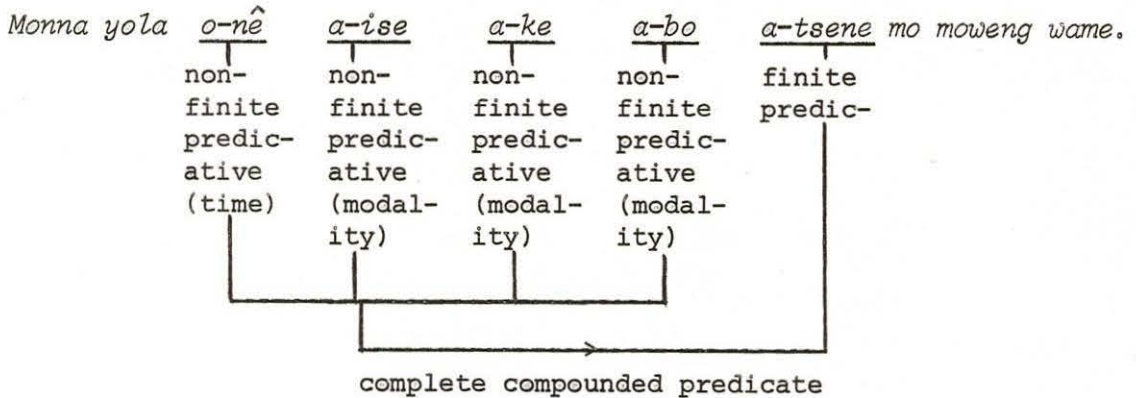 Monna yola o-nê a-ise a-ke a-bo a-tsene mo moweng wame.
non- non- non- non- finite
finite finite finite finite predic-
predic- predic- predic- predic-
ative ative ative ative
(time) (modal- (modal- (modal-
ity) ity) ity)
complete compounded predicate